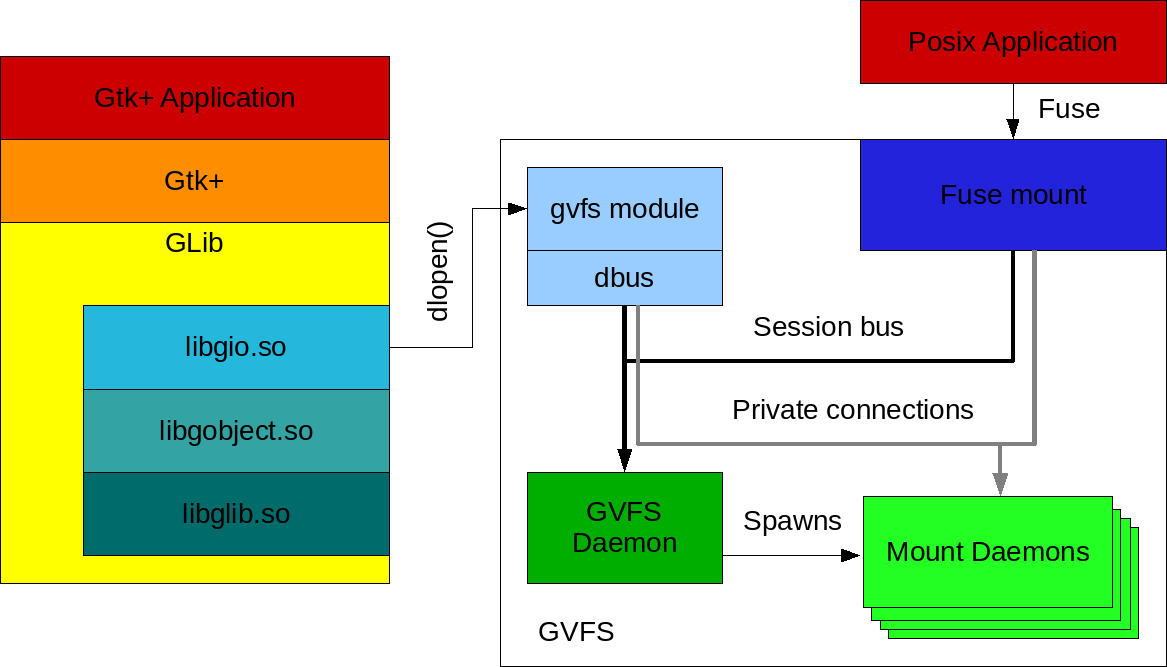 Posix Application
Fuse
Gtk+ Application
Gtk+
GLib
libgio.so
libgobject.so
libglib.so
dlopen()
gvfs module
dbus
Fuse mount
Session bus
Private connections
GVFS
Daemon
Spawns
Mount Daemons
GVFS